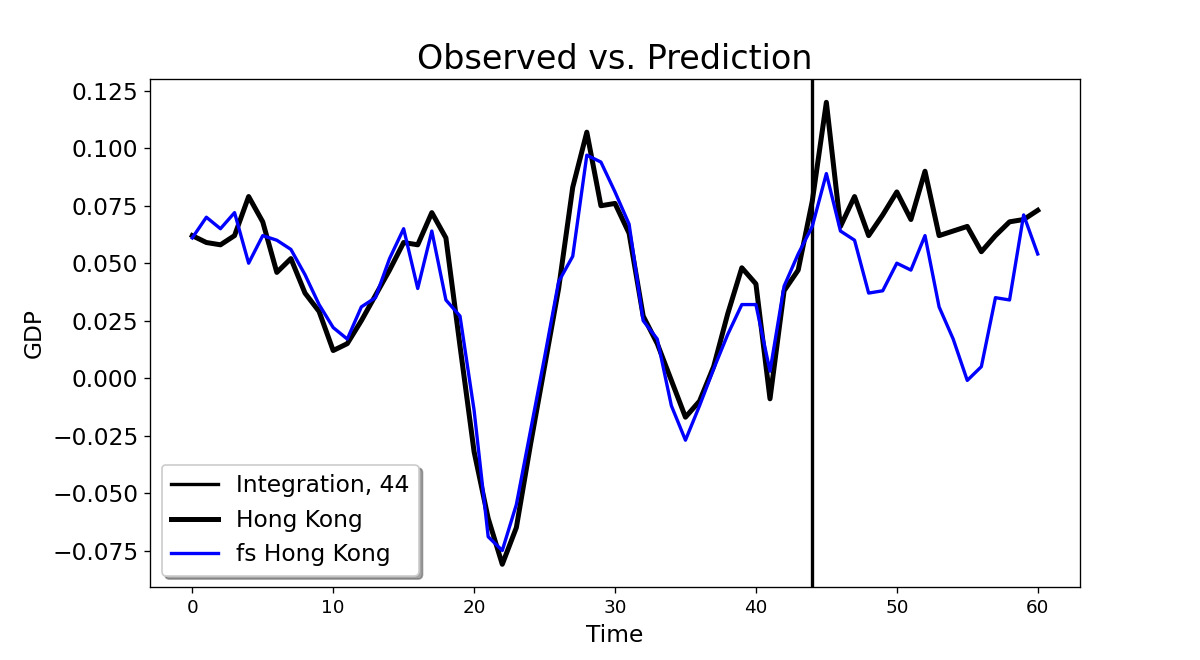 Observed vs. Prediction
0.125
0.100
0.075
0.050
0.025
0.000
−0.025
−0.050
−0.075
GDP
Integration, 44
Hong Kong
fs Hong Kong
0 10 20 30 40 50 60
Time